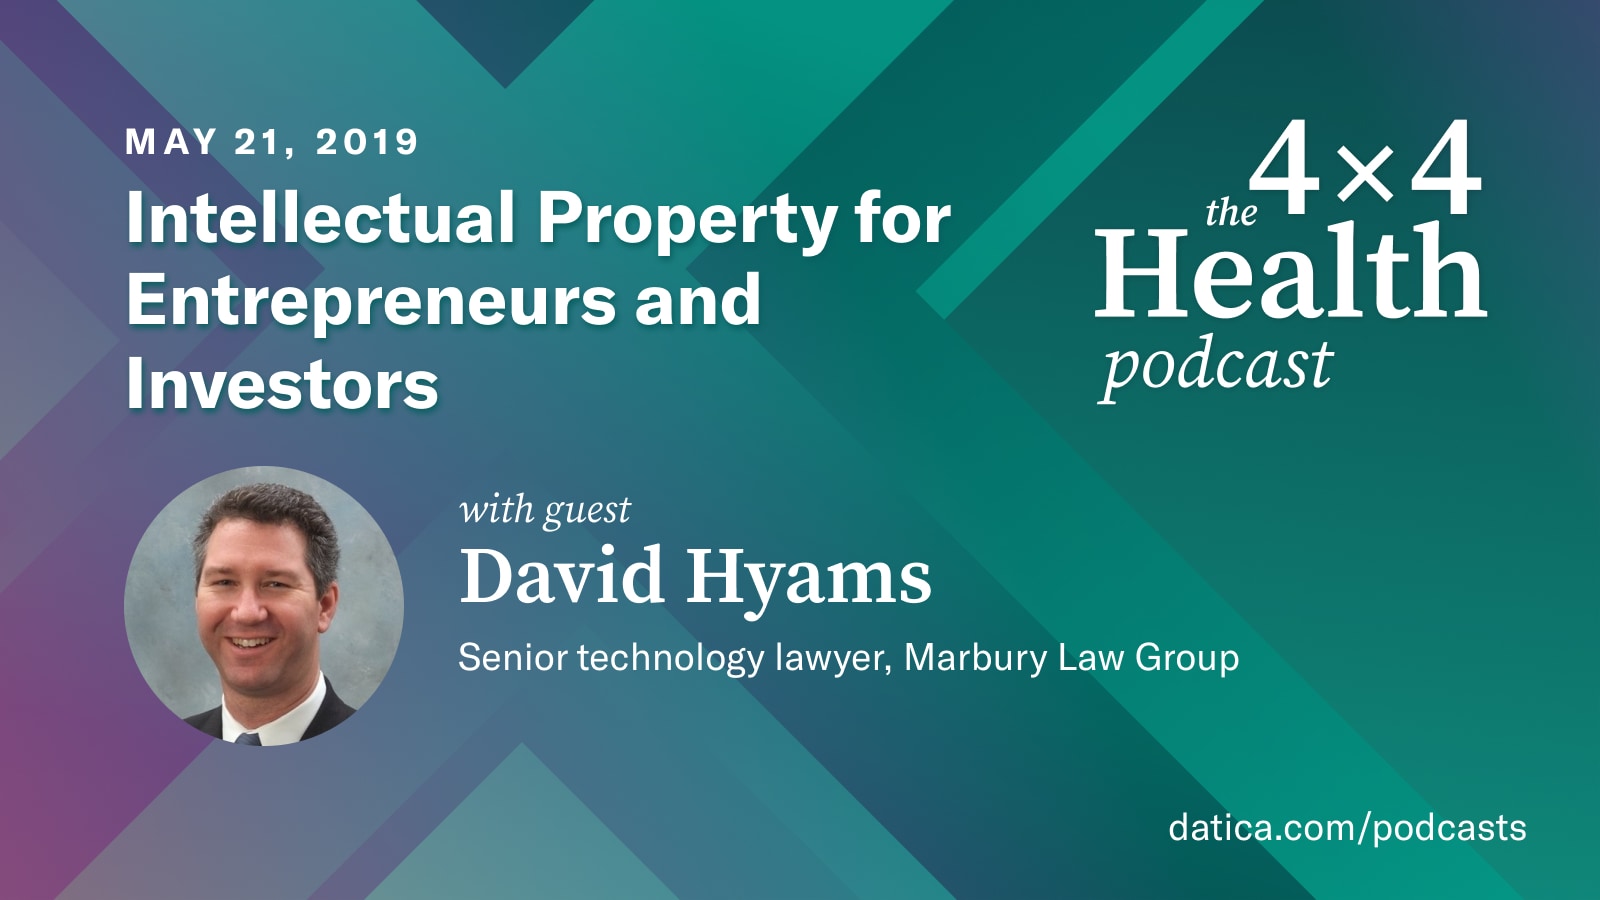 MAY 21, 2019
Intellectual Property for
Entrepreneurs and
Investors
the 4×4
Health
podcast
with guest
David Hyams
Senior technology lawyer, Marbury Law Group
datica.com/podcasts